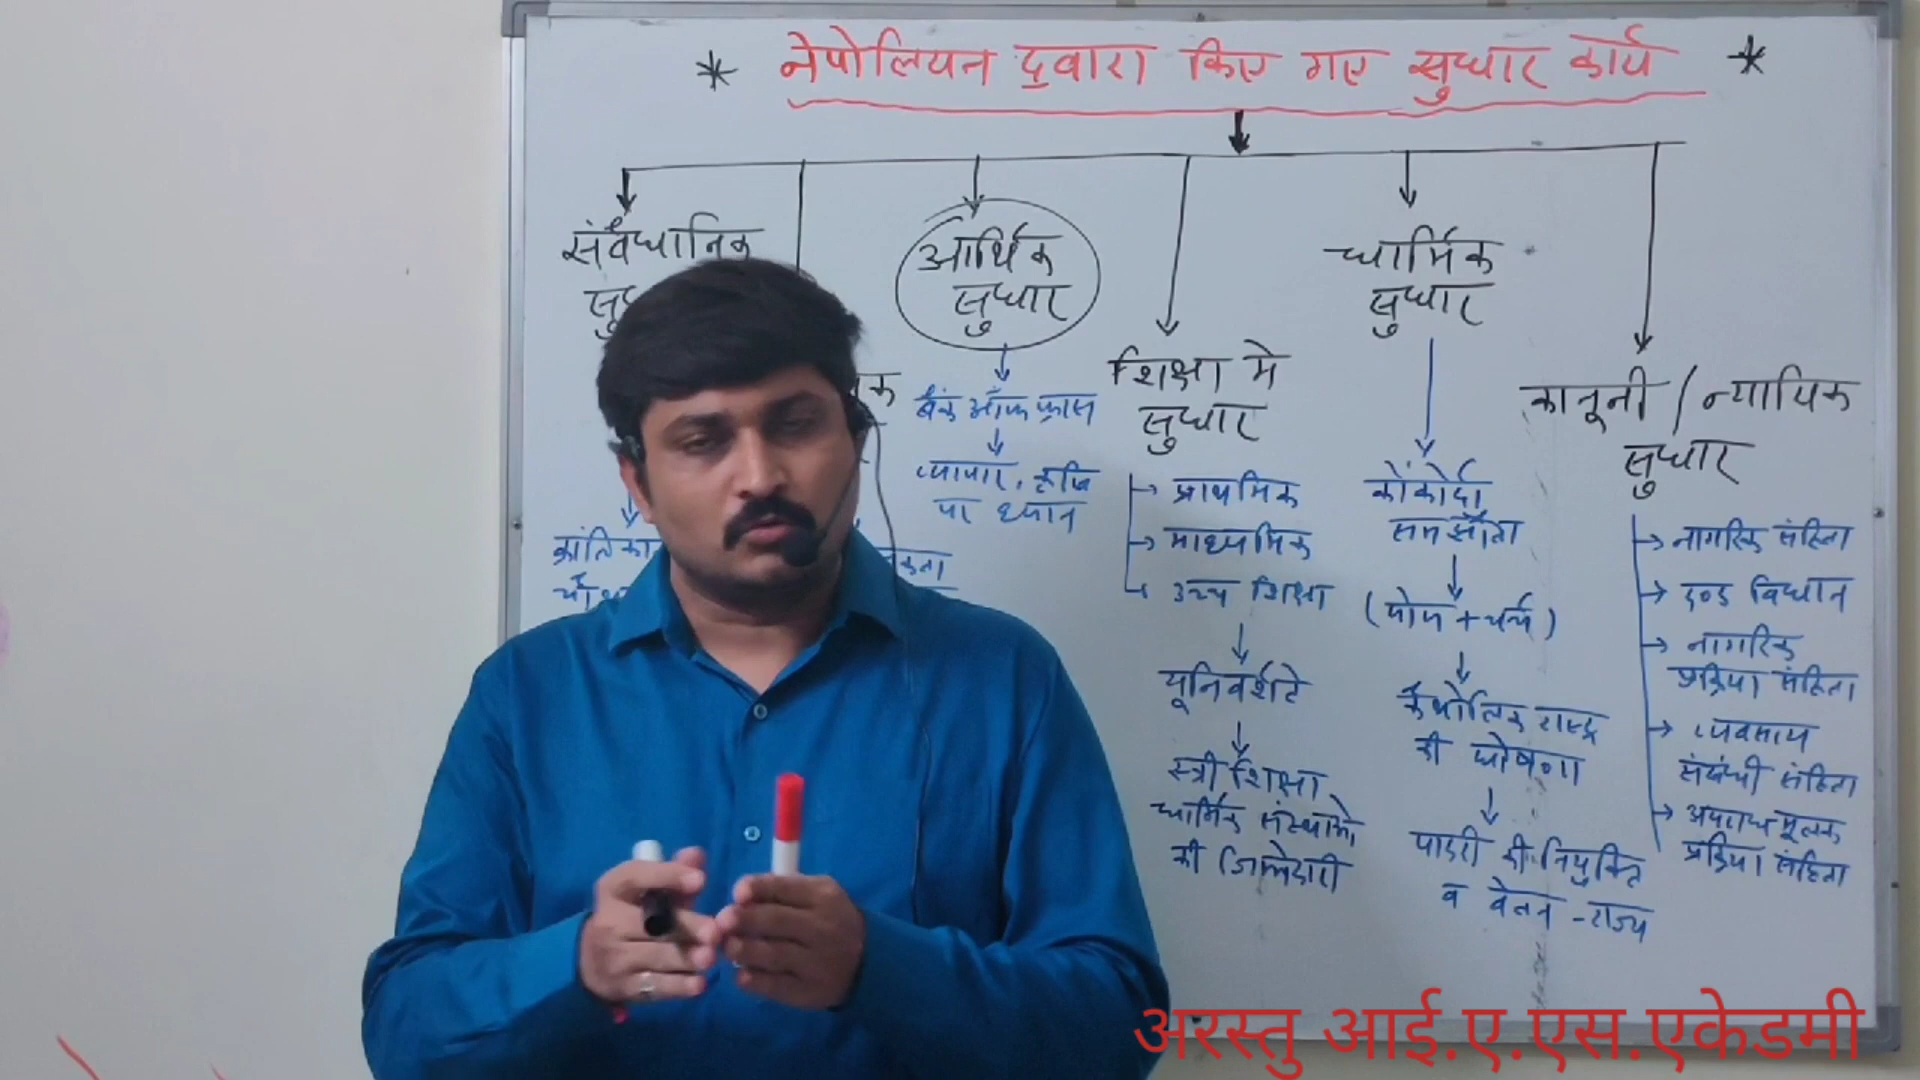 * नेपोलियन द्वारा किए गए सुधार कार्य *
संवैधानिक
सु
क
आर्थिक
सुधार
बैंक ऑफ फ्रांस
व्यापार, कृषि
पर ध्यान
शिक्षा मे
सुधार
प्राथमिक
माध्यमिक
उच्च शिक्षा
यूनिवर्शटे
स्त्री शिक्षा
धार्मिक संस्थाओं
की जिम्मेदारी
धार्मिक
सुधार
कोंकोर्दा
समझौता
(पोप + चर्च)
कैथोलिक राष्ट्र
की घोषणा
पादरी की नियुक्ति
व वेतन - राज्य
कानूनी / न्यायिक
सुधार
नागरिक संहिता
दण्ड विधान
नागरिक
प्रक्रिया संहिता
व्यवसाय
संबंधी संहिता
अपराध मूलक
प्रक्रिया संहिता
अरस्तु आई.ए.एस.एकेडमी